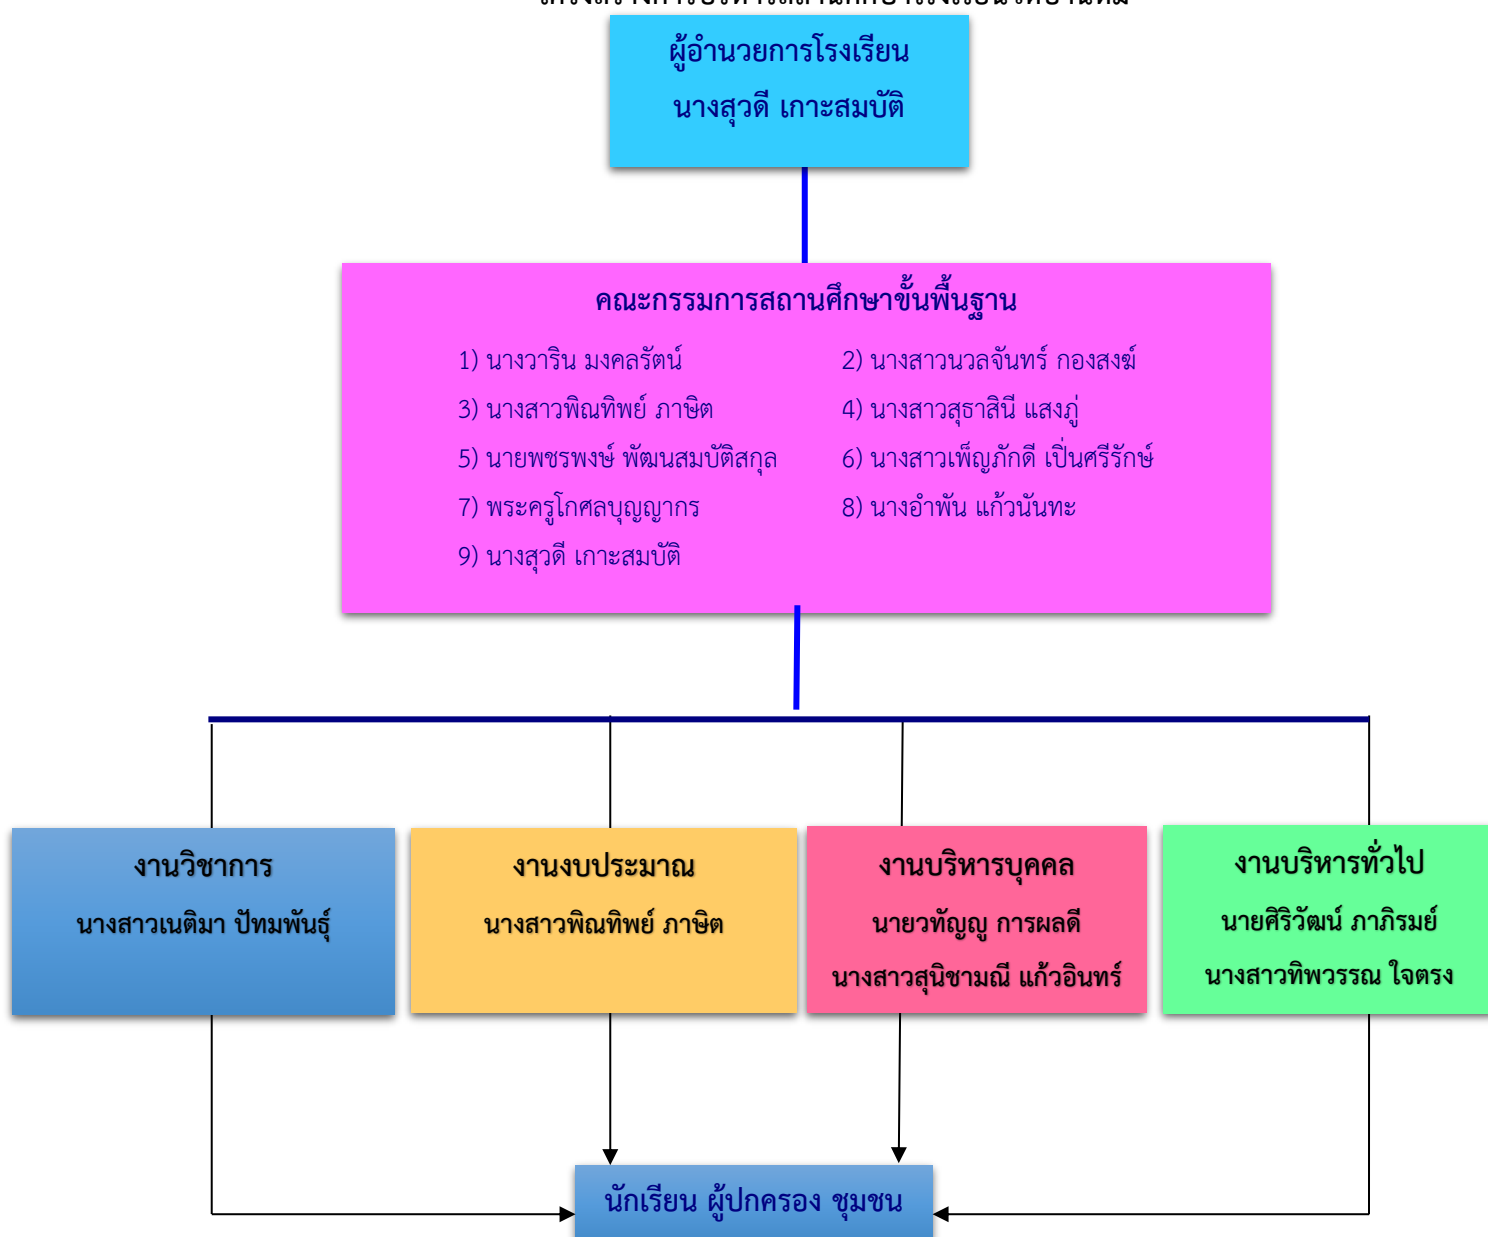 ผู้อำนวยการโรงเรียน
นางสุวดี เกาะสมบัติ
คณะกรรมการสถานศึกษาขั้นพื้นฐาน
1) นางวาริน มงคลรัตน์ 2) นางสาวนวลจันทร์ กองสงฆ์
3) นางสาวพิณทิพย์ ภาษิต 4) นางสาวสุธาสินี แสงภู่
5) นายพชรพงษ์ พัฒนสมบัติสกุล 6) นางสาวเพ็ญภักดี เปิ่นศรีรักษ์
7) พระครูโกศลบุญญากร 8) นางอำพัน แก้วนันทะ
9) นางสุวดี เกาะสมบัติ
งานวิชาการ
นางสาวเนติมา ปัทมพันธุ์
งานงบประมาณ
นางสาวพิณทิพย์ ภาษิต
งานบริหารบุคคล
นายวทัญญู การผลดี
นางสาวสุนิชามณี แก้วอินทร์
งานบริหารทั่วไป
นายศิริวัฒน์ ภาภิรมย์
นางสาวทิพวรรณ ใจตรง
นักเรียน ผู้ปกครอง ชุมชน